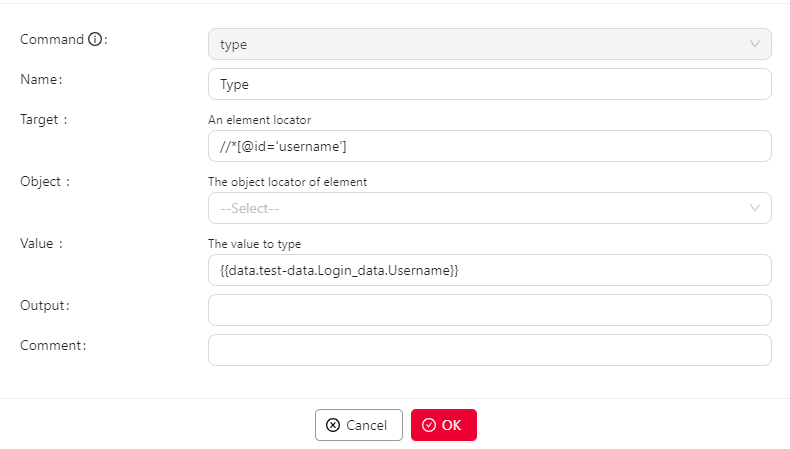 Command :
type
Name:
Type
Target :
An element locator
//*[@id='username']
Object :
The object locator of element
--Select--
Value :
The value to type
{{data.test-data.Login_data.Username}}
Output:
Comment:
Cancel
OK